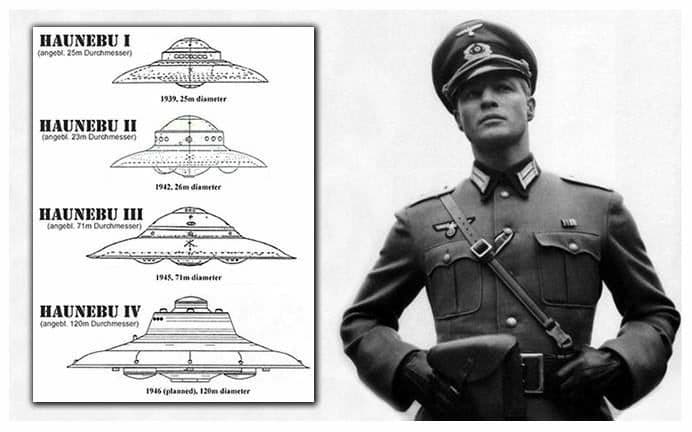 HAUNEBU I
(angebl. 25m Durchmesser)
1939, 25m diameter
HAUNEBU II
(angebl. 23m Durchmesser)
1942, 26m diameter
HAUNEBU III
(angebl. 71m Durchmesser)
1945, 71m diameter
HAUNEBU IV
(angebl. 120m Durchmesser)
1946 (planned), 120m diameter